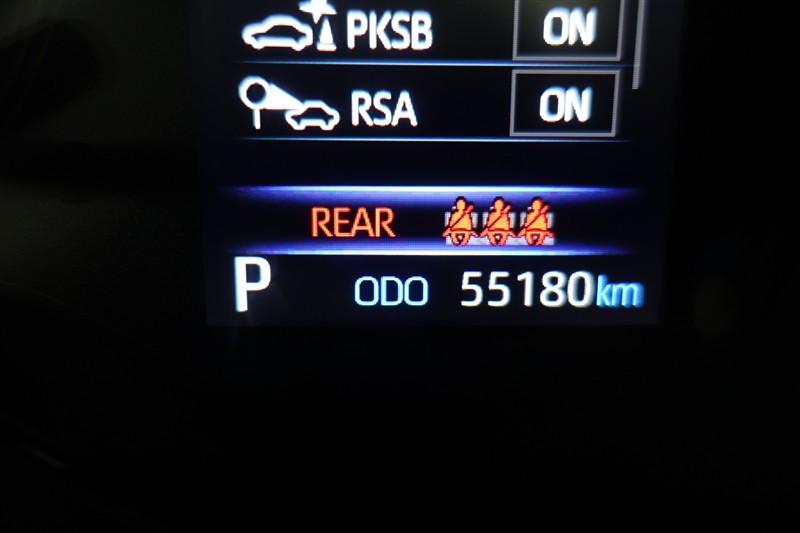 PKSB ON
RSA ON
REAR
P ODO 55180km